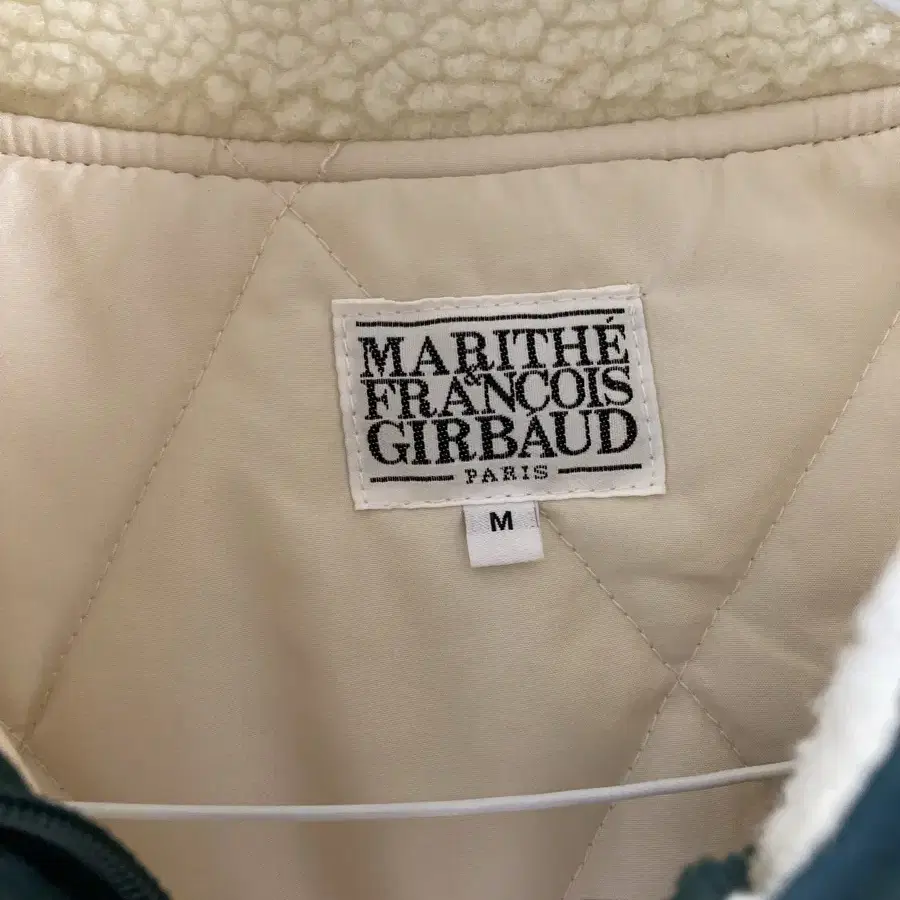 MARITHÉ
&
FRANÇOIS
GIRBAUD
PARIS
M